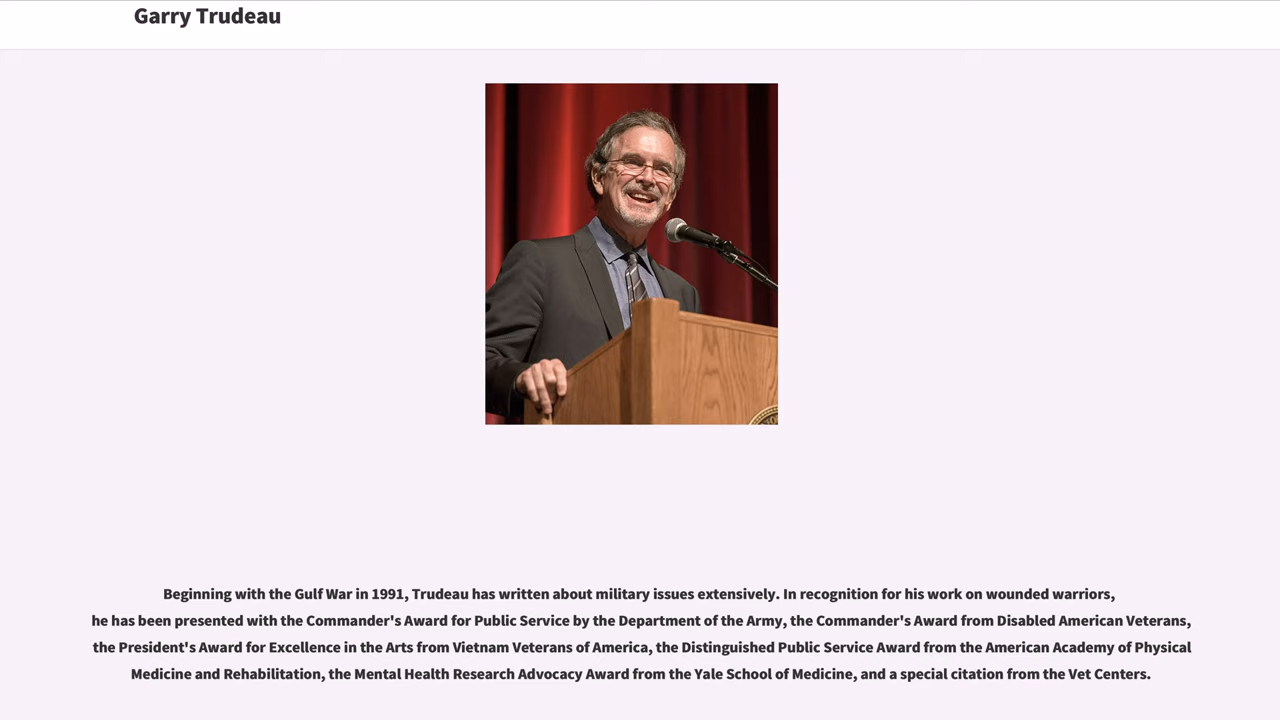 Garry Trudeau
Beginning with the Gulf War in 1991, Trudeau has written about military issues extensively. In recognition for his work on wounded warriors,
he has been presented with the Commander's Award for Public Service by the Department of the Army, the Commander's Award from Disabled American Veterans,
the President's Award for Excellence in the Arts from Vietnam Veterans of America, the Distinguished Public Service Award from the American Academy of Physical
Medicine and Rehabilitation, the Mental Health Research Advocacy Award from the Yale School of Medicine, and a special citation from the Vet Centers.